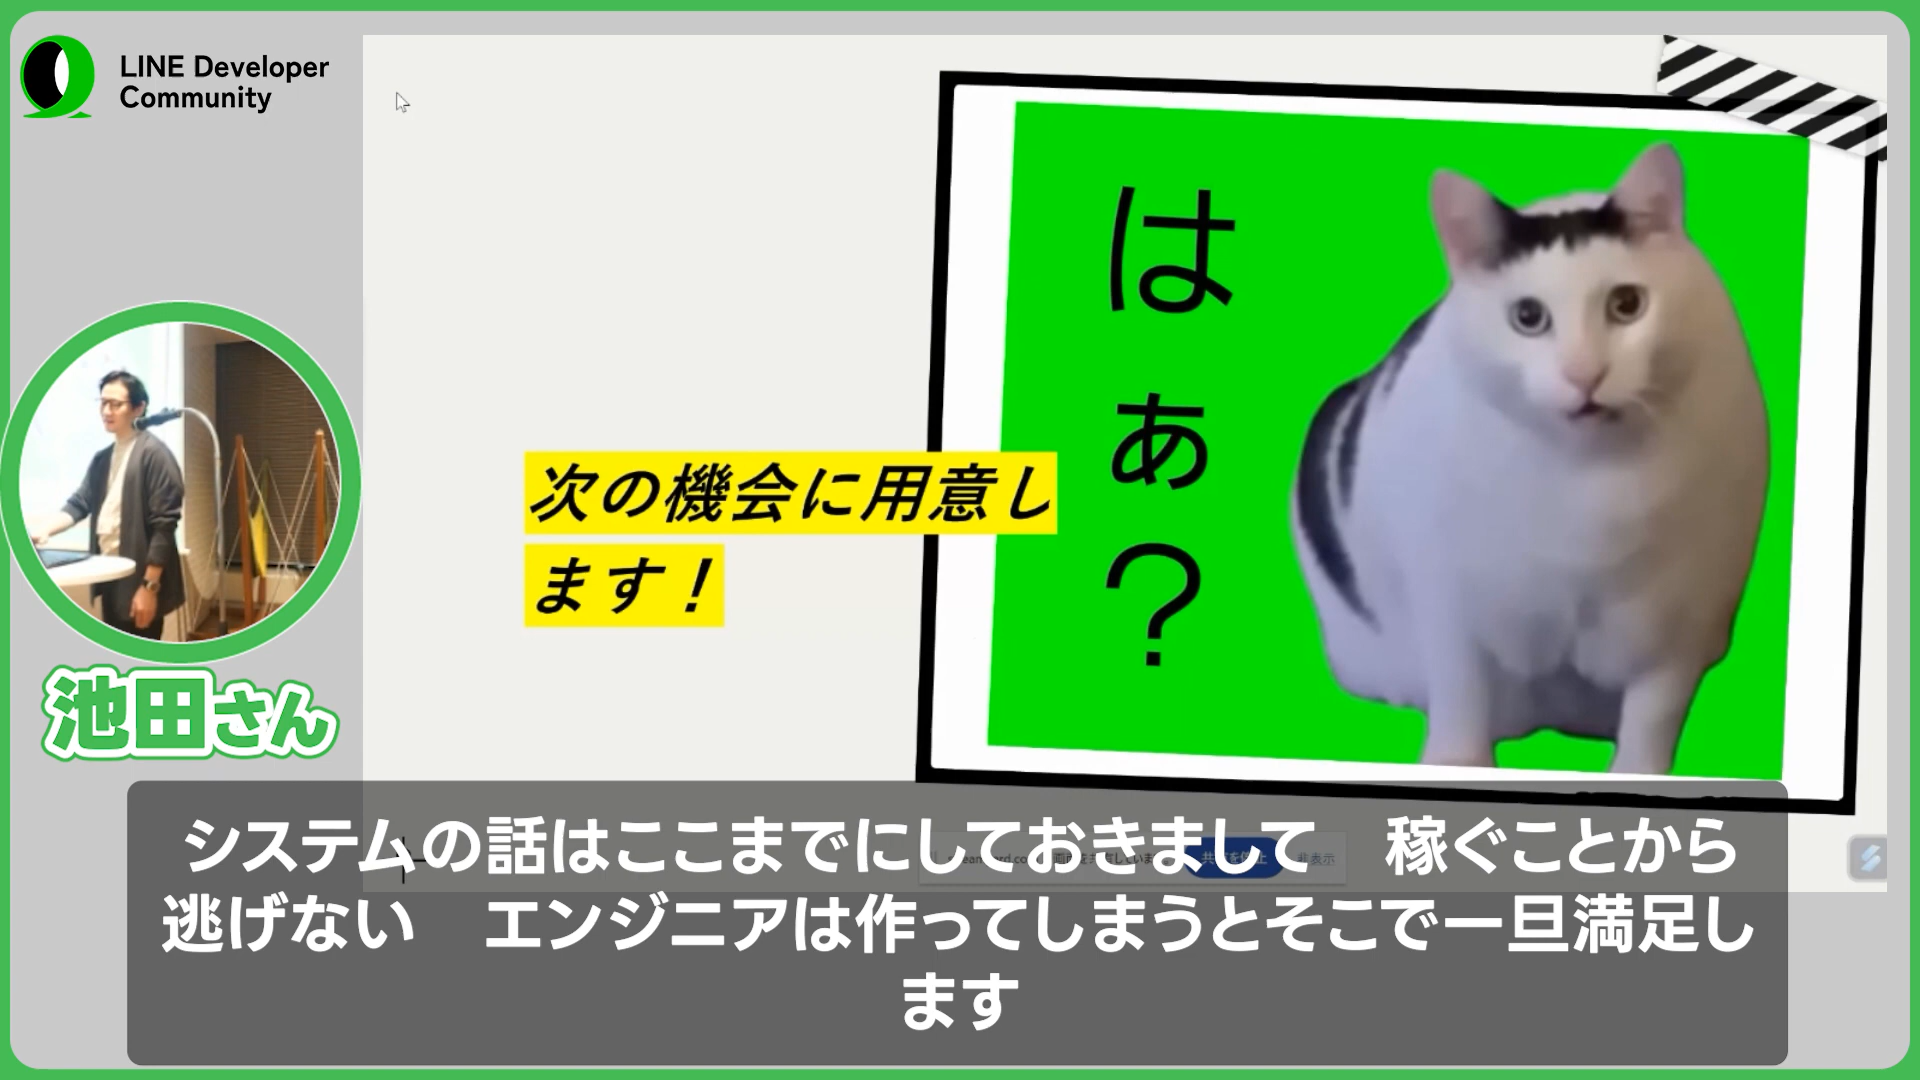 LINE Developer
Community
は
ぁ
?
次の機会に用意し
ます！
池田さん
システムの話はここまでにしておきまして　稼ぐことから
逃げない　エンジニアは作ってしまうとそこで一旦満足し
ます
非表示